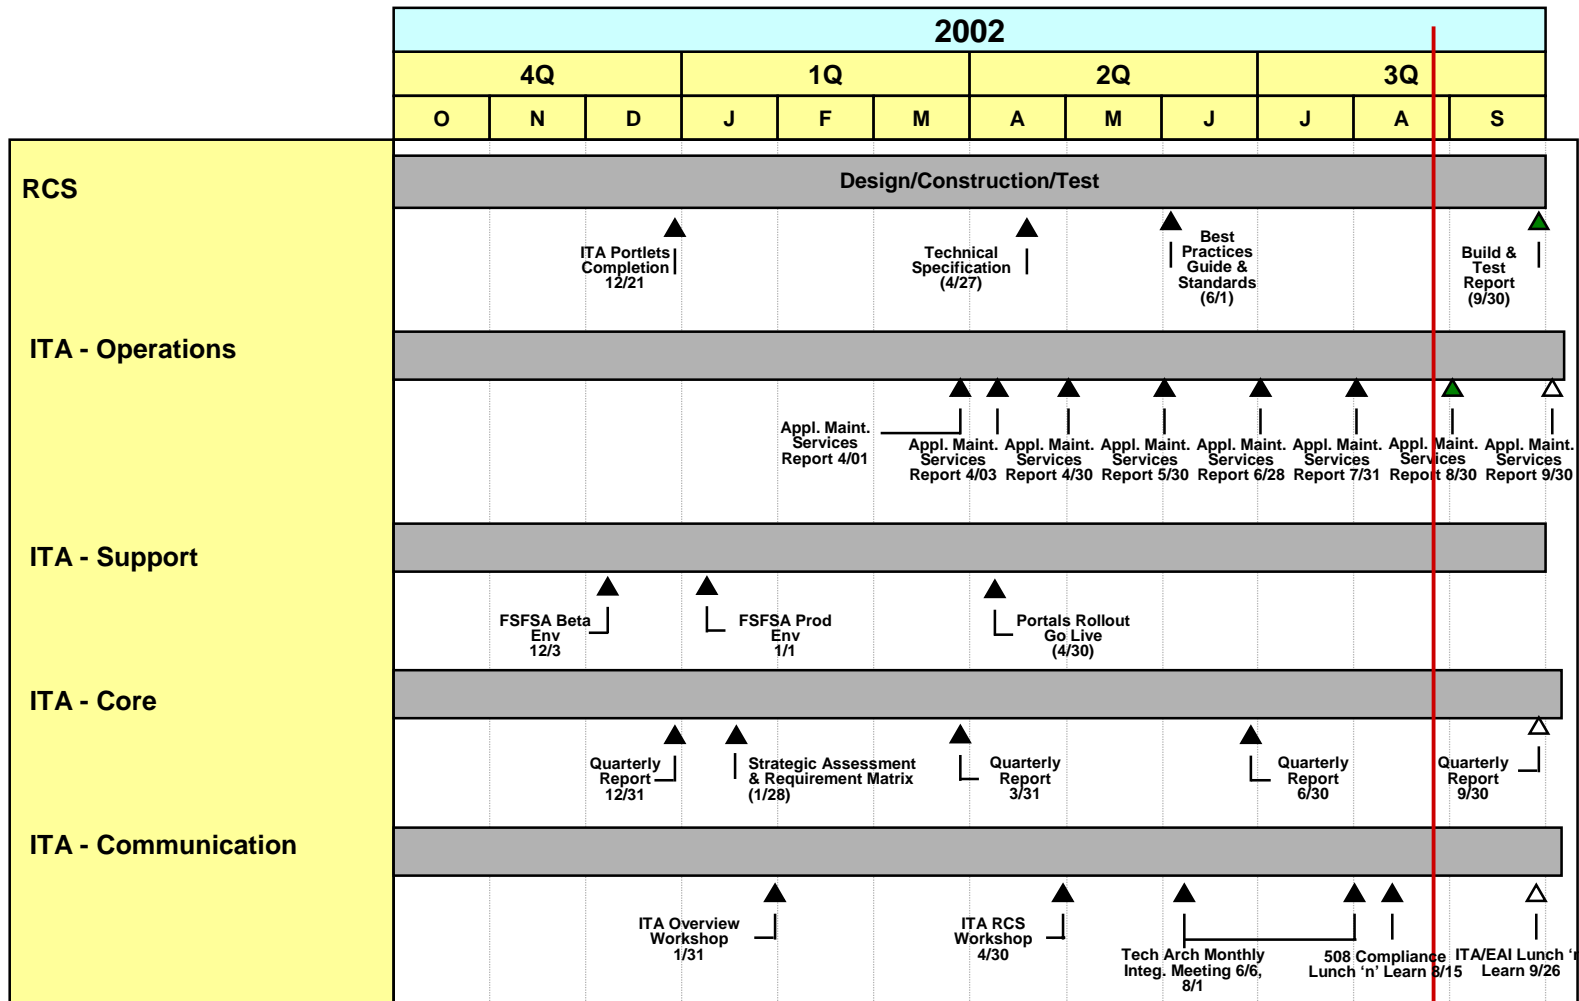 2002
4Q 1Q 2Q 3Q
O N D J F M A M J J A S
RCS
Design/Construction/Test
ITA Portlets
Completion
12/21
Technical
Specification
(4/27)
Best
Practices
Guide &
Standards
(6/1)
Build &
Test
Report
(9/30)
ITA - Operations
Appl. Maint.
Services
Report 4/01
Appl. Maint.
Services
Report 4/03
Appl. Maint.
Services
Report 4/30
Appl. Maint.
Services
Report 5/30
Appl. Maint.
Services
Report 6/28
Appl. Maint.
Services
Report 7/31
Appl. Maint.
Services
Report 8/30
Appl. Maint.
Services
Report 9/30
ITA - Support
FSFSA Beta
Env
12/3
FSFSA Prod
Env
1/1
Portals Rollout
Go Live
(4/30)
ITA - Core
Quarterly
Report
12/31
Strategic Assessment
& Requirement Matrix
(1/28)
Quarterly
Report
3/31
Quarterly
Report
6/30
Quarterly
Report
9/30
ITA - Communication
ITA Overview
Workshop
1/31
ITA RCS
Workshop
4/30
Tech Arch Monthly
Integ. Meeting 6/6,
8/1
508 Compliance
Lunch ‘n’ Learn 8/15
ITA/EAI Lunch ‘n
Learn 9/26